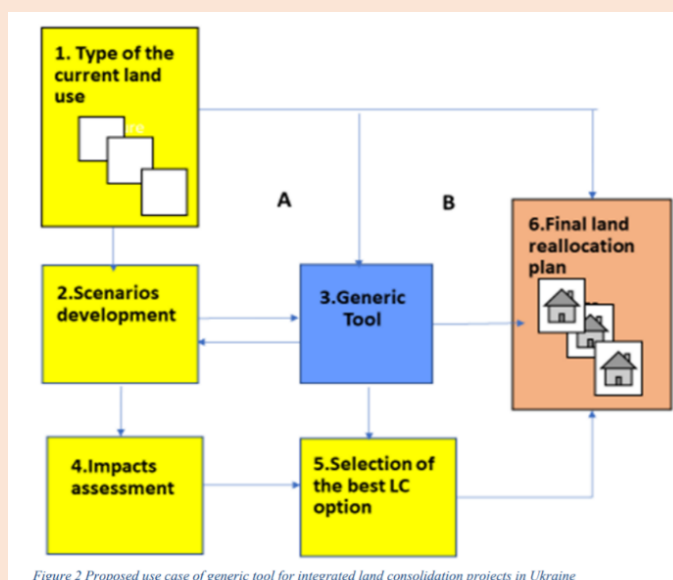 1. Type of the
current land
use
A
B
6.Final land
reallocation
plan
2.Scenarios
development
3.Generic
Tool
4.Impacts
assessment
5.Selection of
the best LC
option
Figure 2 Proposed use case of generic tool for integrated land consolidation projects in Ukraine